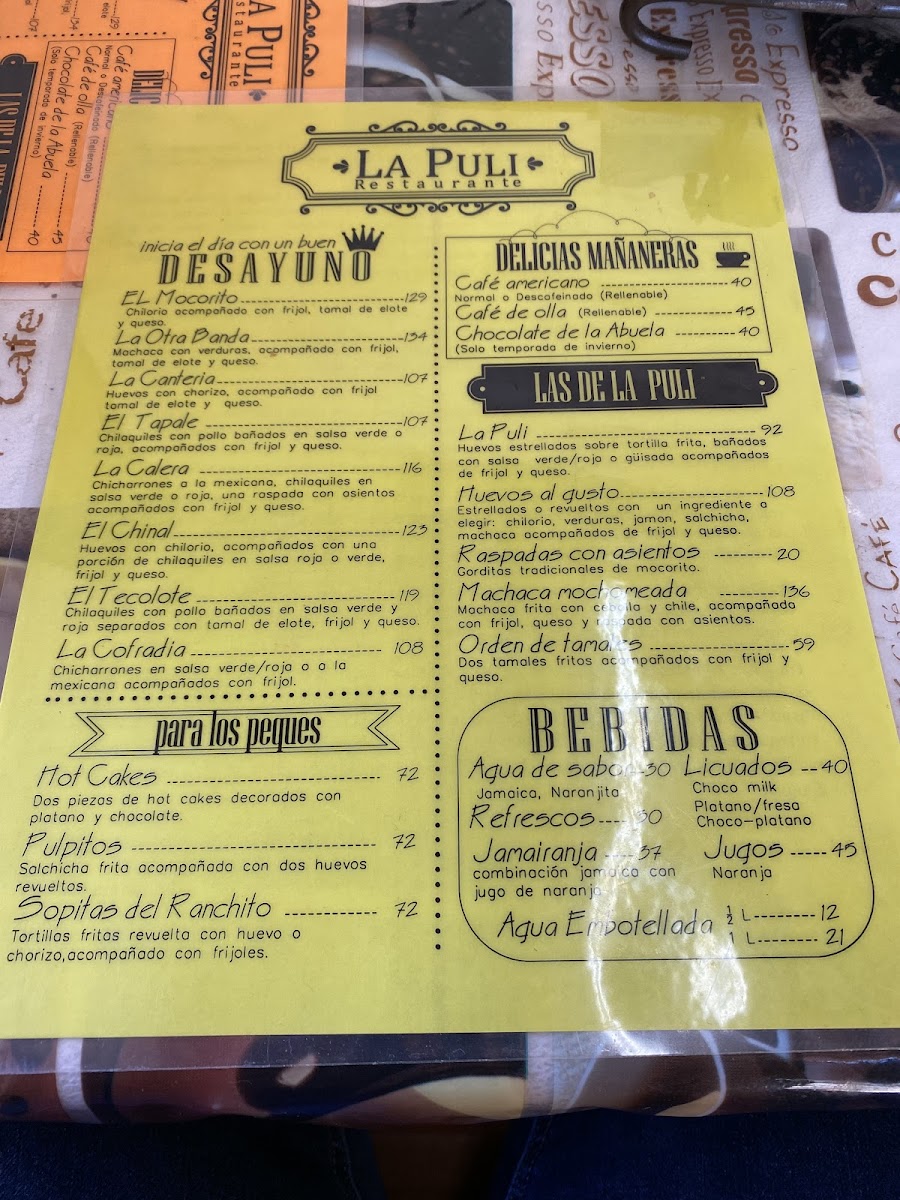 LA PULI
Restaurante
inicia el día con un buen
DESAYUNO
EL Mocorito ---------- 129
Chilorio acompañado con frijol, tamal de elote
y queso.
La Otra Banda ---------- 134
Machaca con verduras, acompañado con frijol,
tamal de elote y queso.
La Canteria ---------- 107
Huevos con chorizo, acompañado con frijol
tamal de elote y queso.
El Tapale ---------- 107
Chilaquiles con pollo bañados en salsa verde o
roja, acompañados con frijol y queso.
La Calera ---------- 116
Chicharrones a la mexicana, chilaquiles en
salsa verde o roja, una raspada con asientos
acompañados con frijol y queso.
El Chinal ---------- 123
Huevos con chilorio, acompañados con una
porción de chilaquiles en salsa roja o verde,
frijol y queso.
El Tecolote ---------- 119
Chilaquiles con pollo bañados en salsa verde y
roja separados con tamal de elote, frijol y queso.
La Cofradia ---------- 108
Chicharrones en salsa verde/roja o a la
mexicana acompañados con frijol.
para los peques
Hot Cakes ---------- 72
Dos piezas de hot cakes decorados con
platano y chocolate.
Pulpitos ---------- 72
Salchicha frita acompañada con dos huevos
revueltos.
Sopitas del Ranchito ---------- 72
Tortillas fritas revuelta con huevo o
chorizo,acompañado con frijoles.
DELICIAS MAÑANERAS
Café americano ---------- 40
Normal o Descafeinado (Rellenable)
Café de olla (Rellenable) ---------- 45
Chocolate de la Abuela ---------- 40
(Solo temporada de invierno)
LAS DE LA PULI
La Puli ---------- 92
Huevos estrellados sobre tortilla frita, bañados
con salsa verde/roja o güisada acompañados
de frijol y queso.
Huevos al gusto ---------- 108
Estrellados o revueltos con un ingrediente a
elegir: chilorio, verduras, jamon, salchicha,
machaca acompañados de frijol y queso.
Raspadas con asientos ---------- 20
Gorditas tradicionales de mocorito.
Machaca mochomeada ---------- 136
Machaca frita con cebolla y chile, acompañada
con frijol, queso y raspada con asientos.
Orden de tamales ---------- 59
Dos tamales fritos acompañados con frijol y
queso.
BEBIDAS
Agua de sabor 30
Jamaica, Naranjita
Refrescos ---- 30
Jamairanja ---- 37
combinación jamaica con
jugo de naranja.
Licuados -- 40
Choco milk
Platano/fresa
Choco-platano
Jugos ----- 45
Naranja
Agua Embotellada ½ L-------- 12
1 L-------- 21
A PULI
staurante
Café americano
Normal o Descafeinado (Rellenable)
Café de olla (Rellenable) ---- 45
Chocolate de la Abuela ---- 40
(Solo temporada de invierno)
Expresso
Café
CAFÉ